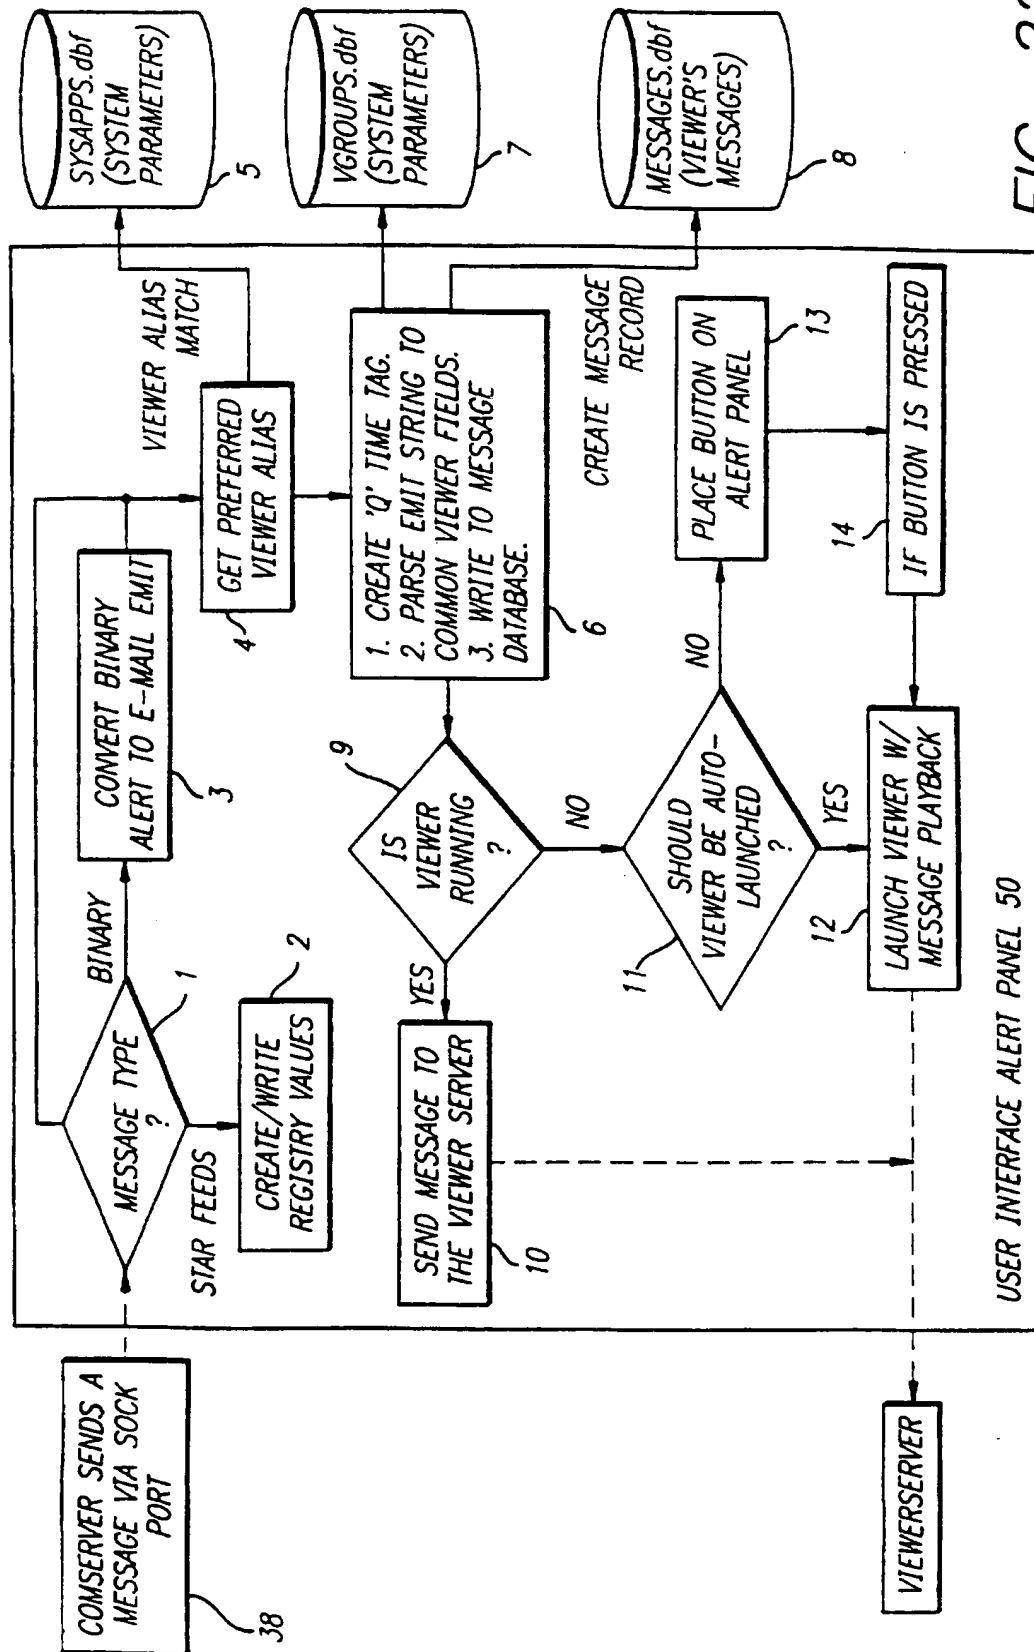 COMSERVER SENDS A
MESSAGE VIA SOCK
PORT
38
MESSAGE TYPE
?
1
BINARY
STAR FEEDS
CREATE/WRITE
REGISTRY VALUES
2
CONVERT BINARY
ALERT TO E-MAIL EMIT
3
GET PREFERRED
VIEWER ALIAS
4
VIEWER ALIAS
MATCH
SYSAPPS.dbf
(SYSTEM
PARAMETERS)
5
VGROUPS.dbf
(SYSTEM
PARAMETERS)
7
MESSAGES.dbf
(VIEWER'S
MESSAGES)
8
1. CREATE 'Q' TIME TAG.
2. PARSE EMIT STRING TO
COMMON VIEWER FIELDS.
3. WRITE TO MESSAGE
DATABASE.
6
CREATE MESSAGE
RECORD
IS
VIEWER
RUNNING
?
9
YES
NO
SEND MESSAGE TO
THE VIEWER SERVER
10
SHOULD
VIEWER BE AUTO-
LAUNCHED
?
11
NO
YES
PLACE BUTTON ON
ALERT PANEL
13
IF BUTTON IS PRESSED
14
LAUNCH VIEWER W/
MESSAGE PLAYBACK
12
VIEWERSERVER
USER INTERFACE ALERT PANEL 50